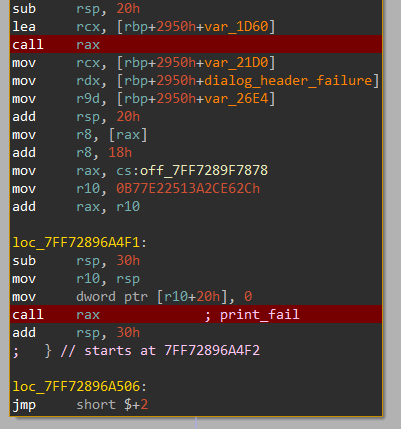 sub rsp, 20h
lea rcx, [rbp+2950h+var_1D60]
call rax
mov rcx, [rbp+2950h+var_21D0]
mov rdx, [rbp+2950h+dialog_header_failure]
mov r9d, [rbp+2950h+var_26E4]
add rsp, 20h
mov r8, [rax]
add r8, 18h
mov rax, cs:off_7FF7289F7878
mov r10, 0B77E22513A2CE62Ch
add rax, r10
loc_7FF72896A4F1:
sub rsp, 30h
mov r10, rsp
mov dword ptr [r10+20h], 0
call rax ; print_fail
add rsp, 30h
; } // starts at 7FF72896A4F2
loc_7FF72896A506:
jmp short $+2